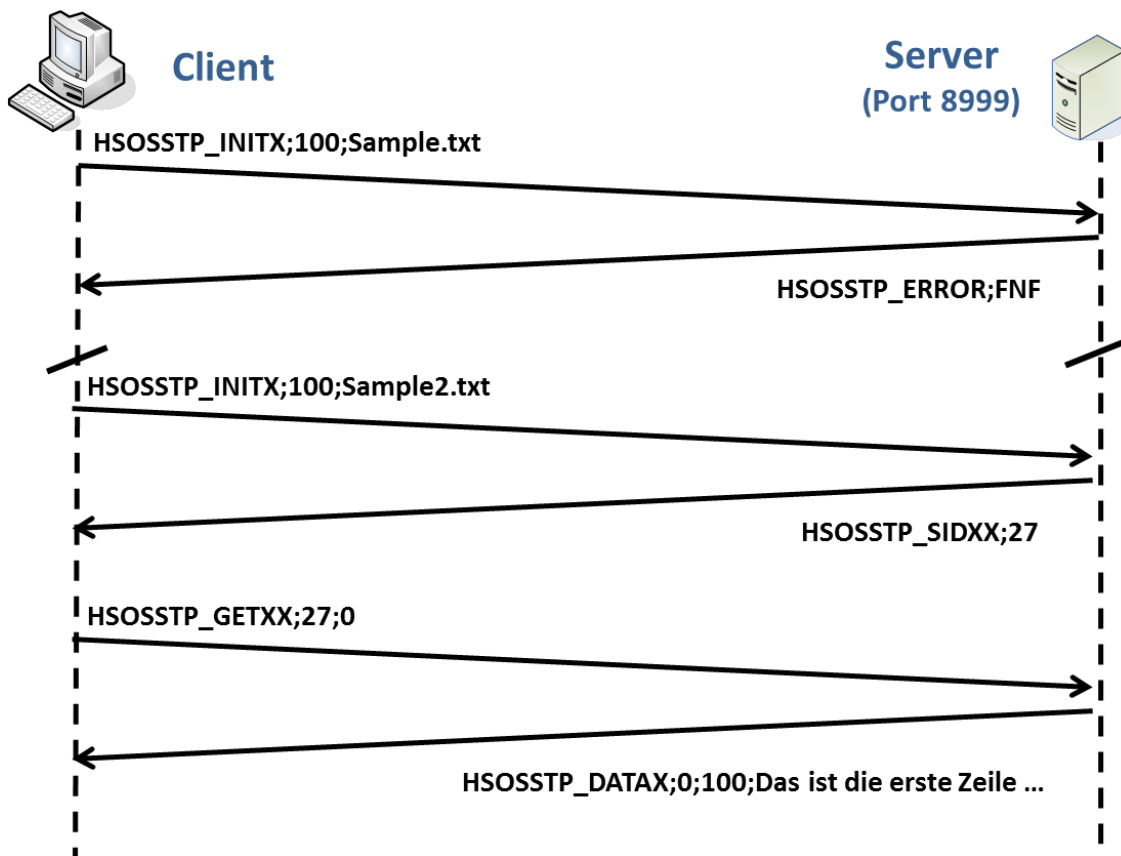 Client
Server
(Port 8999)
HSOSSTP_INITX;100;Sample.txt
HSOSSTP_ERROR;FNF
HSOSSTP_INITX;100;Sample2.txt
HSOSSTP_SIDXX;27
HSOSSTP_GETXX;27;0
HSOSSTP_DATAX;0;100;Das ist die erste Zeile ...